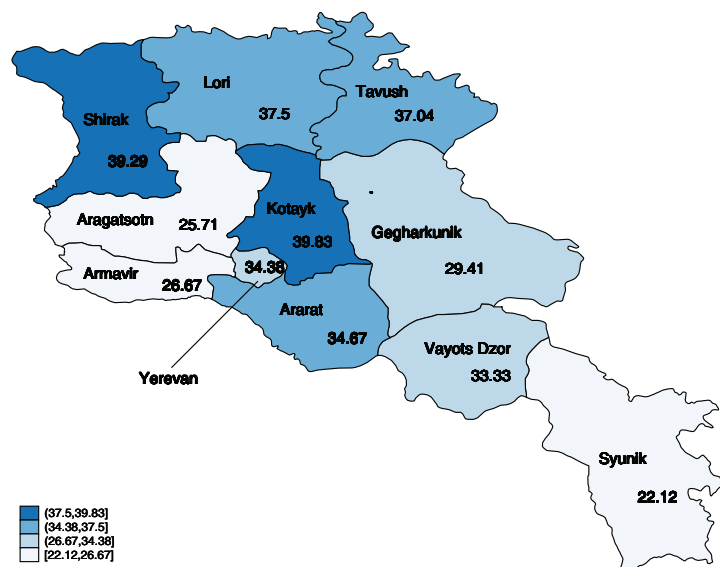 Lori
37.5
Tavush
37.04
Shirak
39.29
Kotayk
39.83
Aragatsotn
25.71
Gegharkunik
29.41
Armavir
26.67
34.38
Ararat
34.67
Yerevan
Vayots Dzor
33.33
Syunik
22.12
(37.5,39.83]
(34.38,37.5]
(26.67,34.38]
[22.12,26.67]